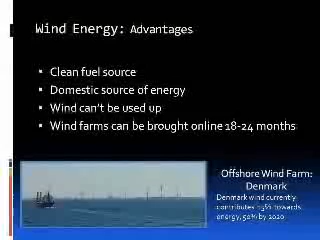 Wind Energy: Advantages
Clean fuel source
Domestic source of energy
Wind can't be used up
Wind farms can be brought online 18-24 months
Offshore Wind Farm:
Denmark
Denmark wind currently
contributes 15% towards
energy, 50% by 2020